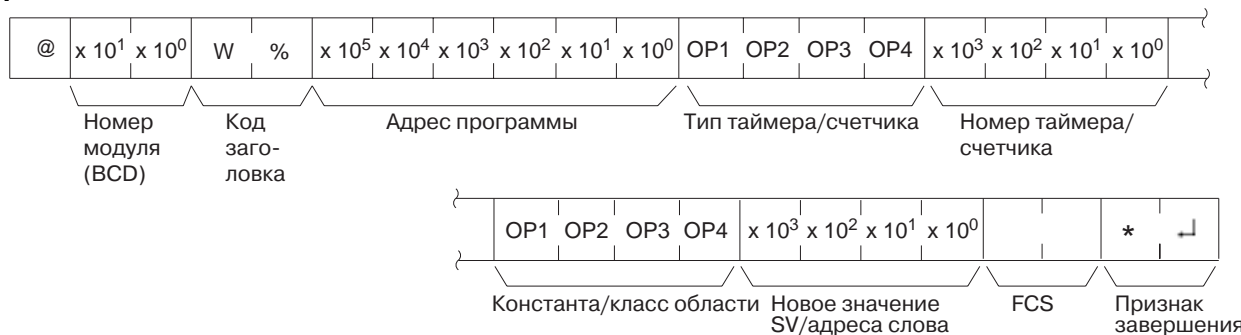 @ x 10¹ x 10⁰ W % x 10⁵ x 10⁴ x 10³ x 10² x 10¹ x 10⁰ OP1 OP2 OP3 OP4 x 10³ x 10² x 10¹ x 10⁰
Номер модуля (BCD)
Код заго-
ловка
Адрес программы
Тип таймера/счетчика
Номер таймера/
счетчика
OP1 OP2 OP3 OP4 x 10³ x 10² x 10¹ x 10⁰ * ↵
Константа/класс области
Новое значение
SV/адреса слова
FCS
Признак
завершения